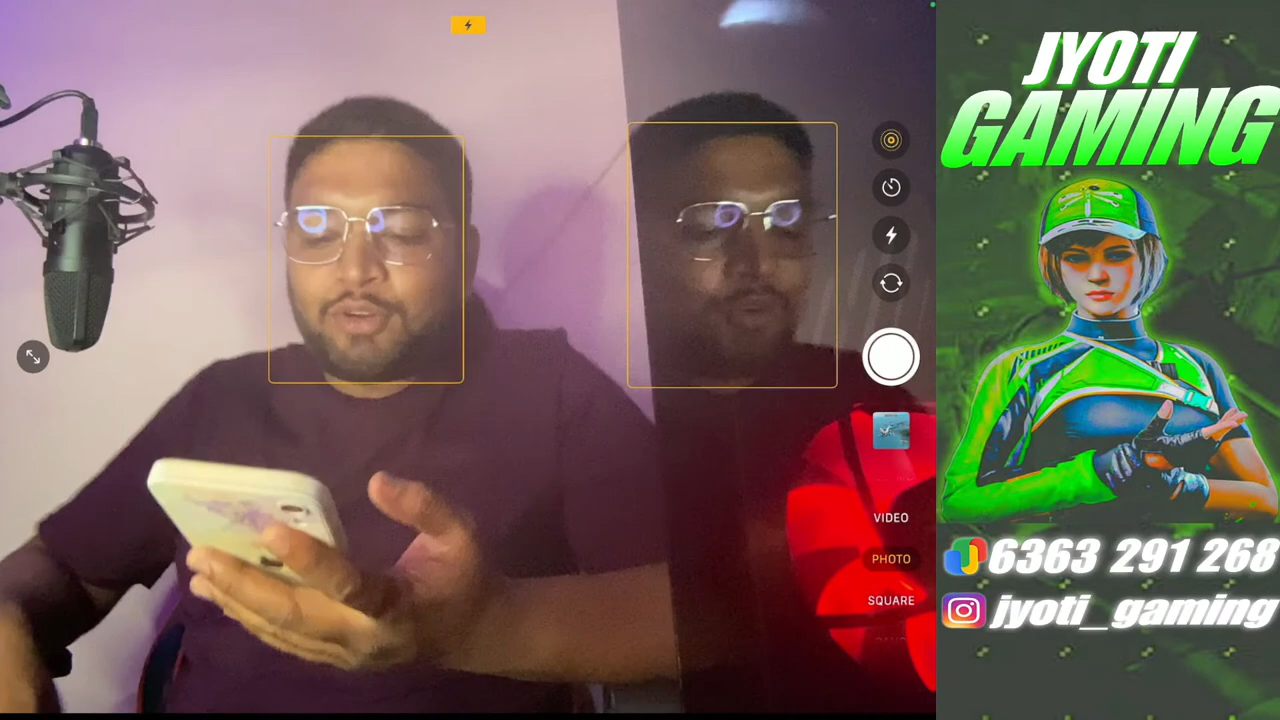 JYOTI
GAMING
VIDEO
PHOTO
SQUARE
6363 291 268
jyoti_gaming